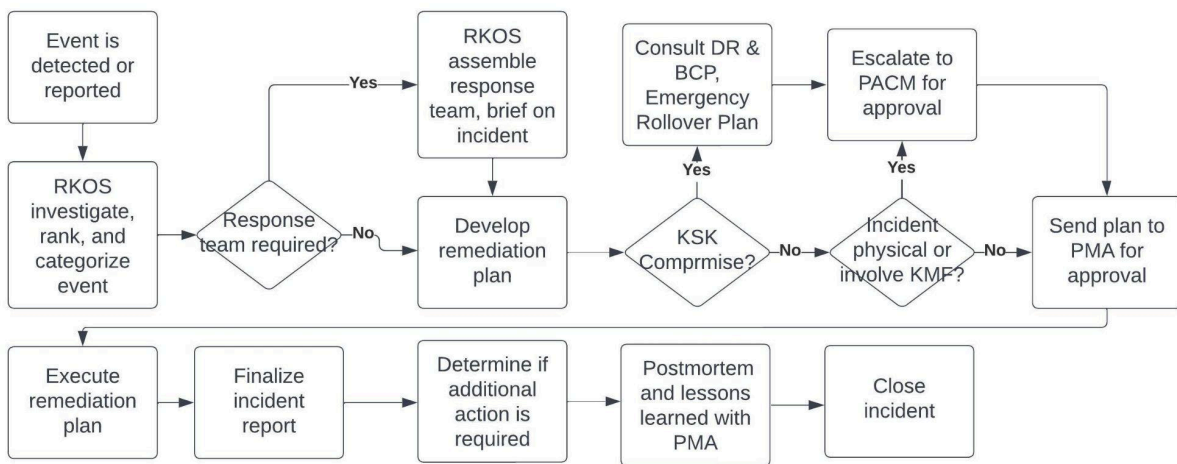 Event is
detected or
reported
RKOS
investigate,
rank, and
categorize
event
Response
team required?
Yes
No
RKOS
assemble
response
team, brief on
incident
Develop
remediation
plan
KSK
Comprmise?
Yes
No
Consult DR &
BCP,
Emergency
Rollover Plan
Incident
physical or
involve KMF?
Yes
No
Escalate to
PACM for
approval
Send plan to
PMA for
approval
Execute
remediation
plan
Finalize
incident
report
Determine if
additional
action is
required
Postmortem
and lessons
learned with
PMA
Close
incident